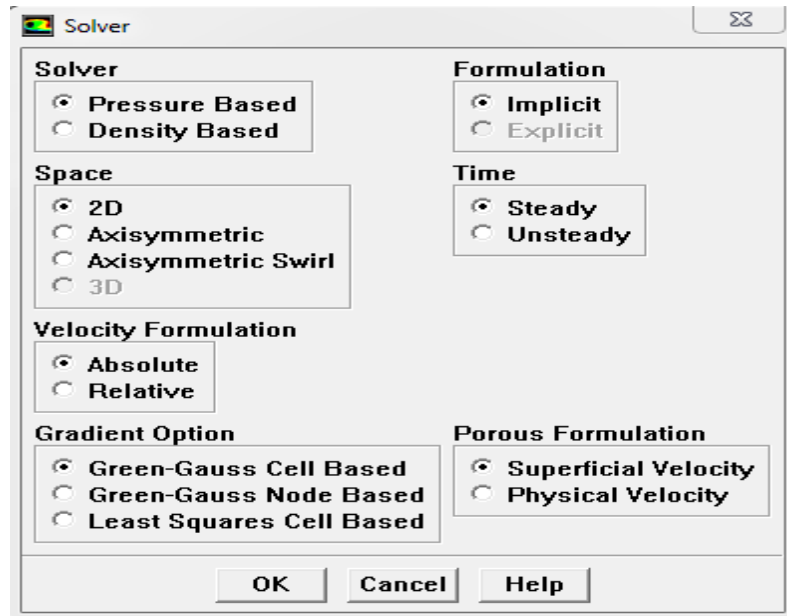 Solver
Solver
Pressure Based
Density Based
Formulation
Implicit
Explicit
Space
2D
Axisymmetric
Axisymmetric Swirl
3D
Time
Steady
Unsteady
Velocity Formulation
Absolute
Relative
Gradient Option
Green-Gauss Cell Based
Green-Gauss Node Based
Least Squares Cell Based
Porous Formulation
Superficial Velocity
Physical Velocity
OK Cancel Help